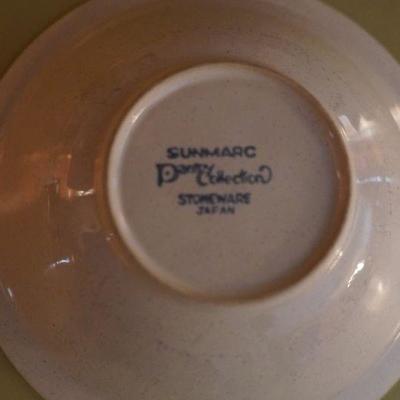 SUNMARC
Pantry Collection
STONEWARE
JAPAN